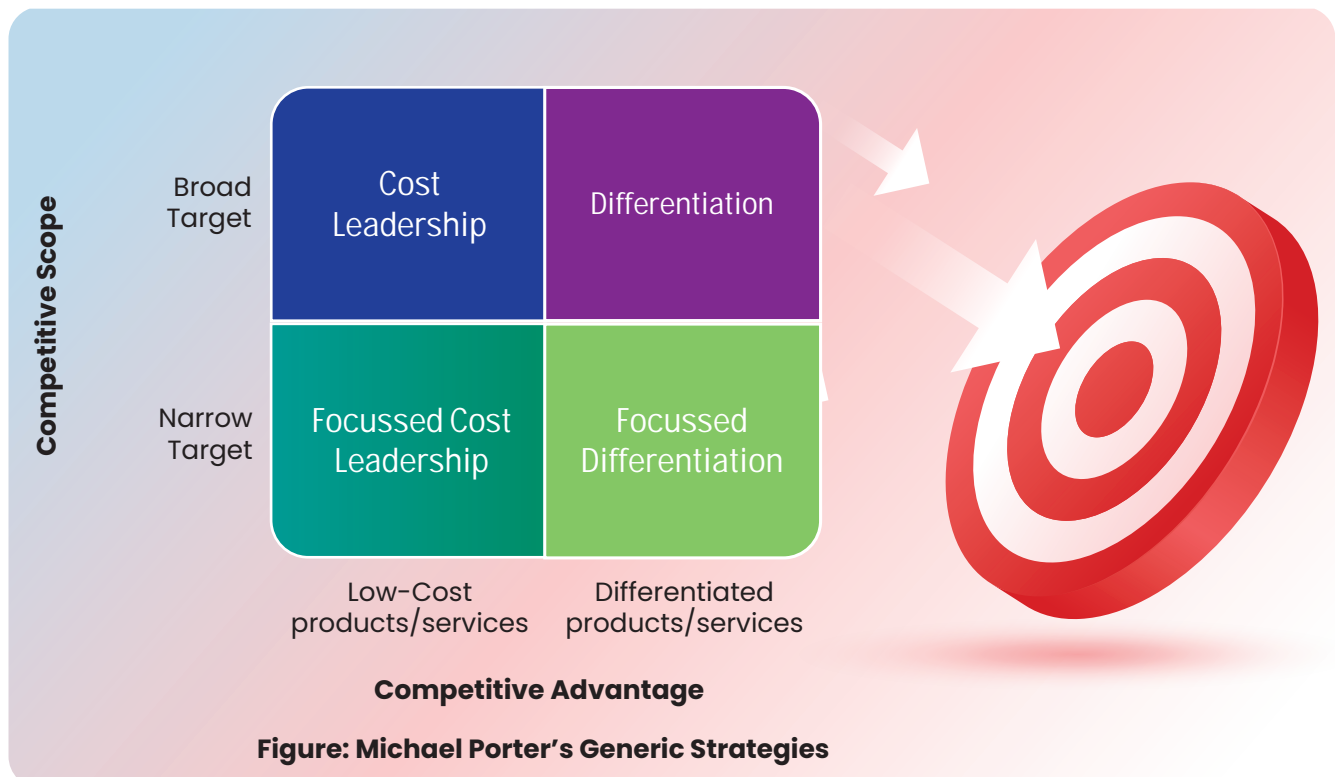 Competitive Scope
Broad
Target
Cost
Leadership
Differentiation
Narrow
Target
Focussed Cost
Leadership
Focussed
Differentiation
Low-Cost
products/services
Differentiated
products/services
Competitive Advantage
Figure: Michael Porter’s Generic Strategies